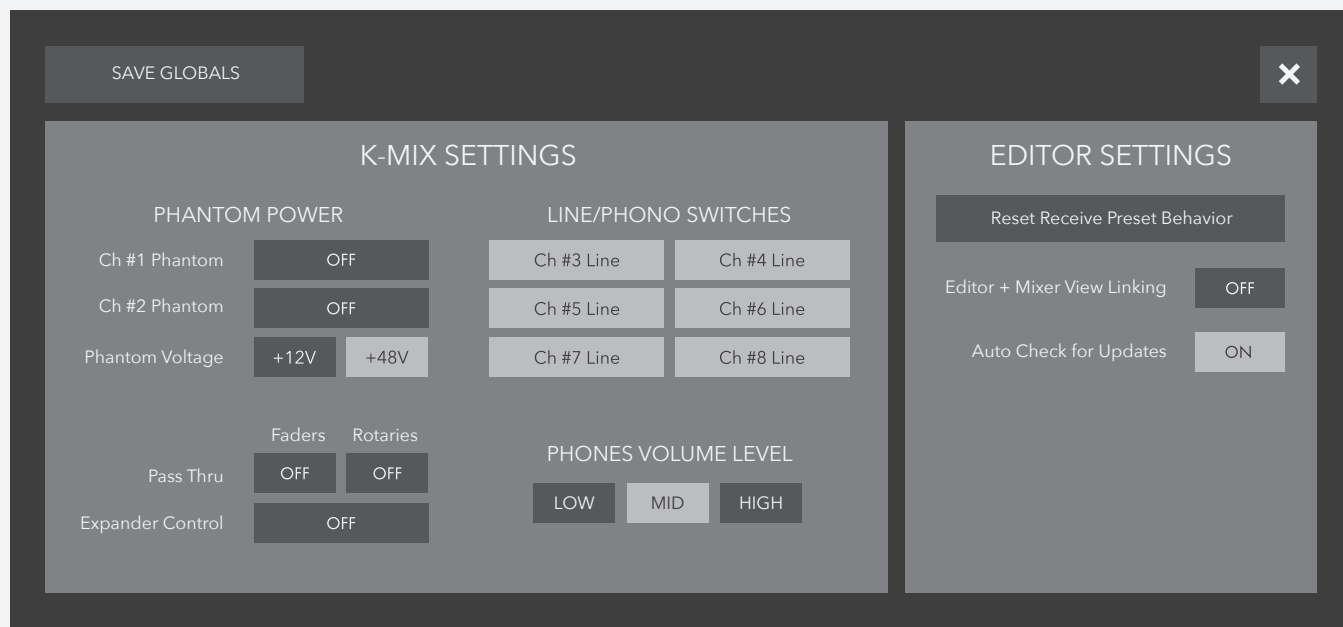 SAVE GLOBALS
K-MIX SETTINGS
PHANTOM POWER
Ch #1 Phantom OFF
Ch #2 Phantom OFF
Phantom Voltage +12V +48V
Faders Rotaries
Pass Thru OFF OFF
Expander Control OFF
LINE/PHONO SWITCHES
Ch #3 Line Ch #4 Line
Ch #5 Line Ch #6 Line
Ch #7 Line Ch #8 Line
PHONES VOLUME LEVEL
LOW MID HIGH
EDITOR SETTINGS
Reset Receive Preset Behavior
Editor + Mixer View Linking OFF
Auto Check for Updates ON